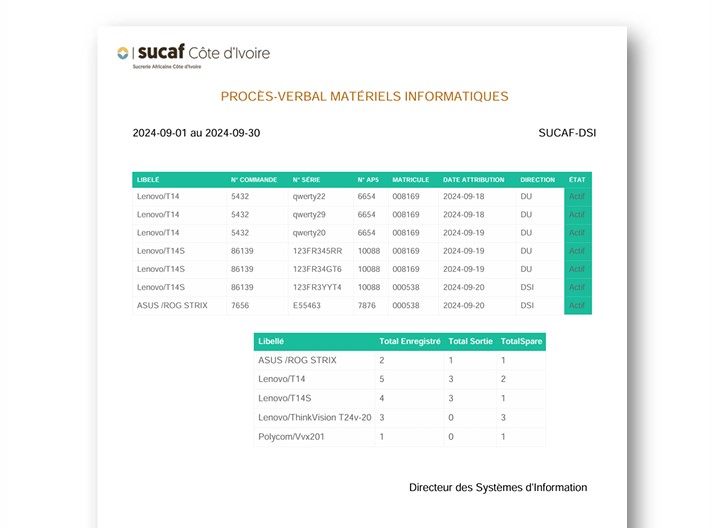 sucaf Côte d'Ivoire
Sucrerie Africaine Côte d'Ivoire
PROCÈS-VERBAL MATÉRIELS INFORMATIQUES
2024-09-01 au 2024-09-30 SUCAF-DSI
LIBELÉ N° COMMANDE N° SÉRIE N° APS MATRICULE DATE ATTRIBUTION DIRECTION ÉTAT
Lenovo/T14 5432 qwerty22 6654 008169 2024-09-18 DU Actif
Lenovo/T14 5432 qwerty29 6654 008169 2024-09-18 DU Actif
Lenovo/T14 5432 qwerty20 6654 008169 2024-09-19 DU Actif
Lenovo/T14S 86139 123FR345RR 10088 008169 2024-09-19 DU Actif
Lenovo/T14S 86139 123FR34GT6 10088 008169 2024-09-19 DU Actif
Lenovo/T14S 86139 123FR3YYT4 10088 000538 2024-09-20 DSI Actif
ASUS /ROG STRIX 7656 E55463 7876 000538 2024-09-20 DSI Actif
Libellé Total Enregistré Total Sortie TotalSpare
ASUS /ROG STRIX 2 1 1
Lenovo/T14 5 3 2
Lenovo/T14S 4 3 1
Lenovo/ThinkVision T24v-20 3 0 3
Polycom/Vvx201 1 0 1
Directeur des Systèmes d'Information